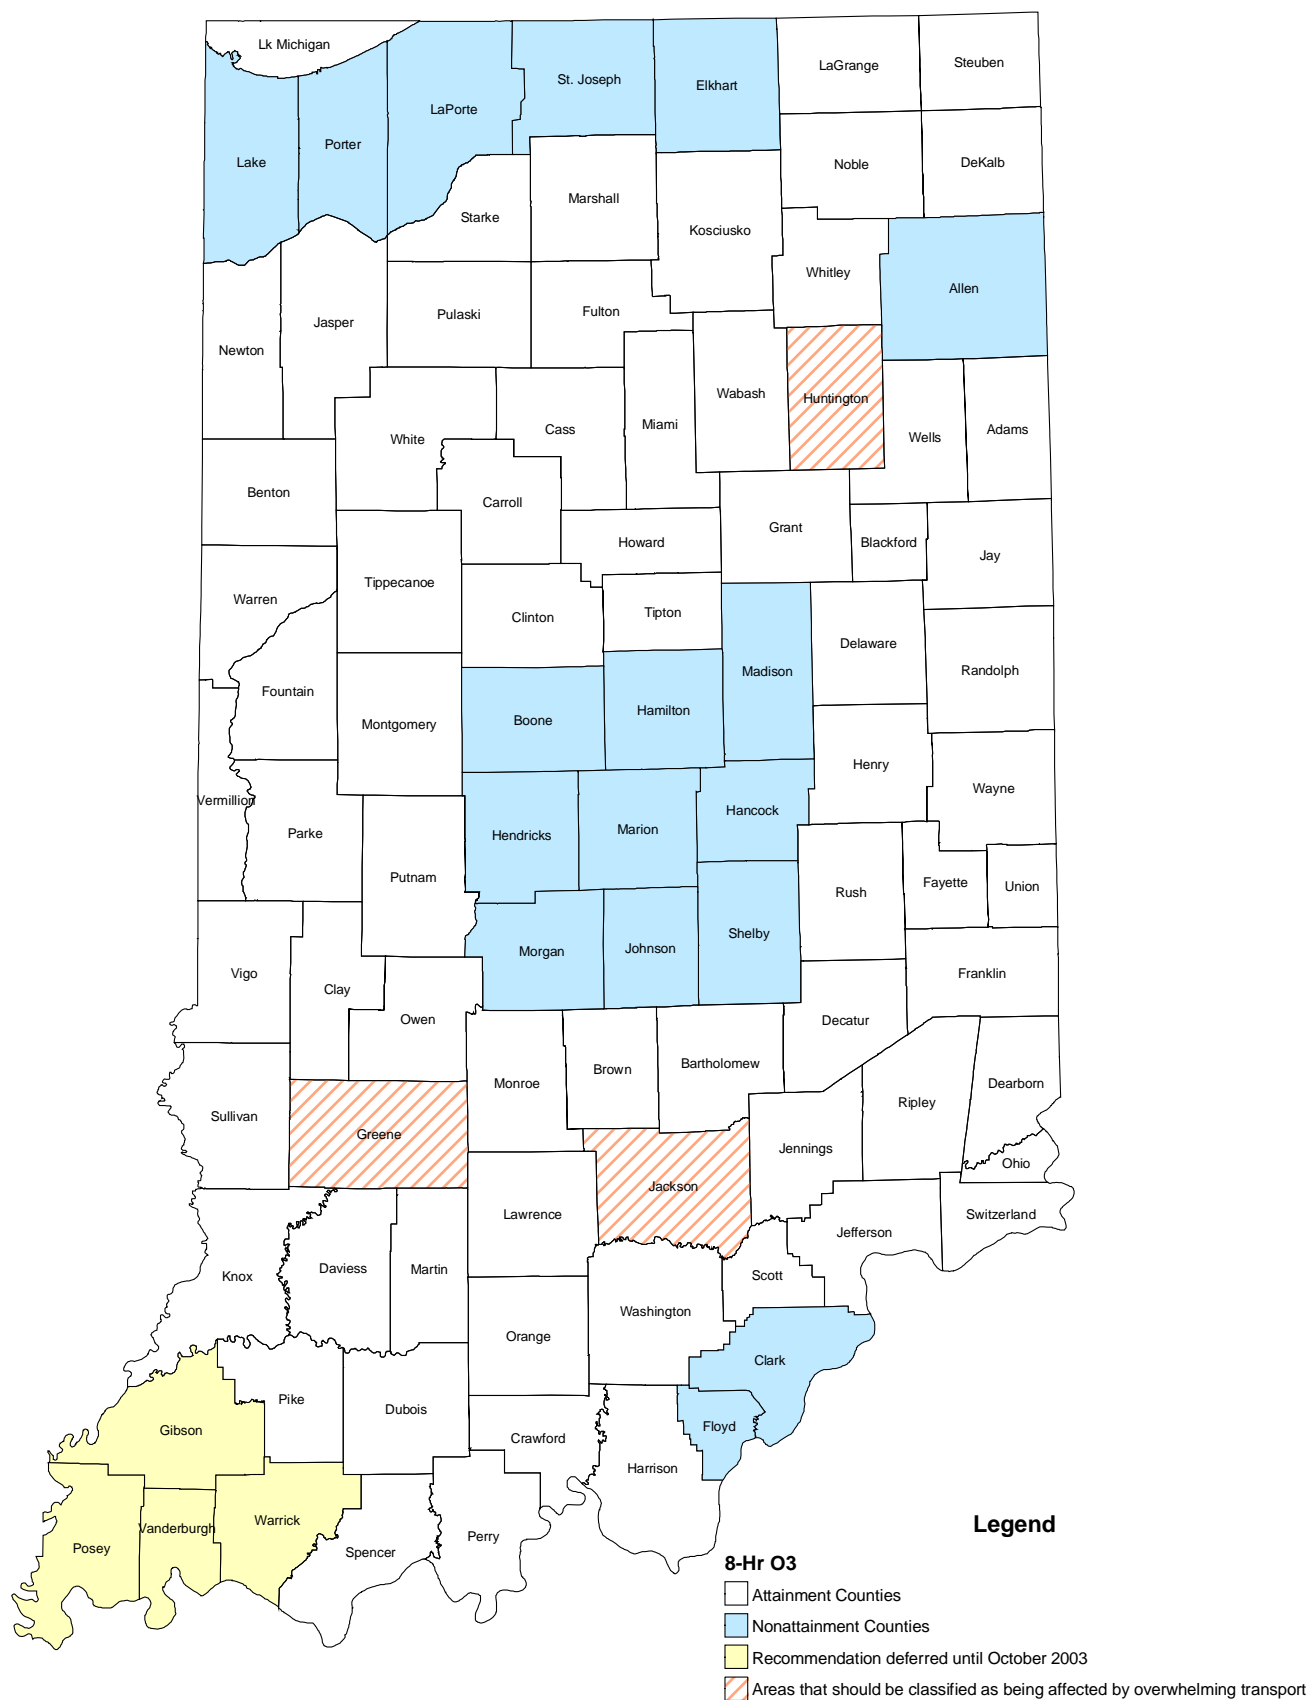 Lk Michigan
LaGrange
Steuben
St. Joseph
Elkhart
LaPorte
Porter
Lake
Noble
DeKalb
Marshall
Starke
Kosciusko
Whitley
Allen
Fulton
Pulaski
Jasper
Newton
Wabash
Huntington
Miami
Cass
White
Wells
Adams
Benton
Carroll
Grant
Howard
Blackford
Jay
Tippecanoe
Warren
Clinton
Tipton
Delaware
Randolph
Madison
Fountain
Hamilton
Boone
Montgomery
Henry
Wayne
Vermillion
Hancock
Marion
Hendricks
Parke
Putnam
Rush
Fayette
Union
Shelby
Johnson
Morgan
Vigo
Clay
Franklin
Owen
Decatur
Brown
Bartholomew
Monroe
Dearborn
Ripley
Sullivan
Greene
Jennings
Ohio
Jackson
Lawrence
Switzerland
Jefferson
Knox
Daviess
Martin
Scott
Washington
Orange
Clark
Pike
Dubois
Gibson
Floyd
Crawford
Harrison
Warrick
Vanderburgh
Posey
Perry
Spencer
Legend
8-Hr O3
Attainment Counties
Nonattainment Counties
Recommendation deferred until October 2003
Areas that should be classified as being affected by overwhelming transport